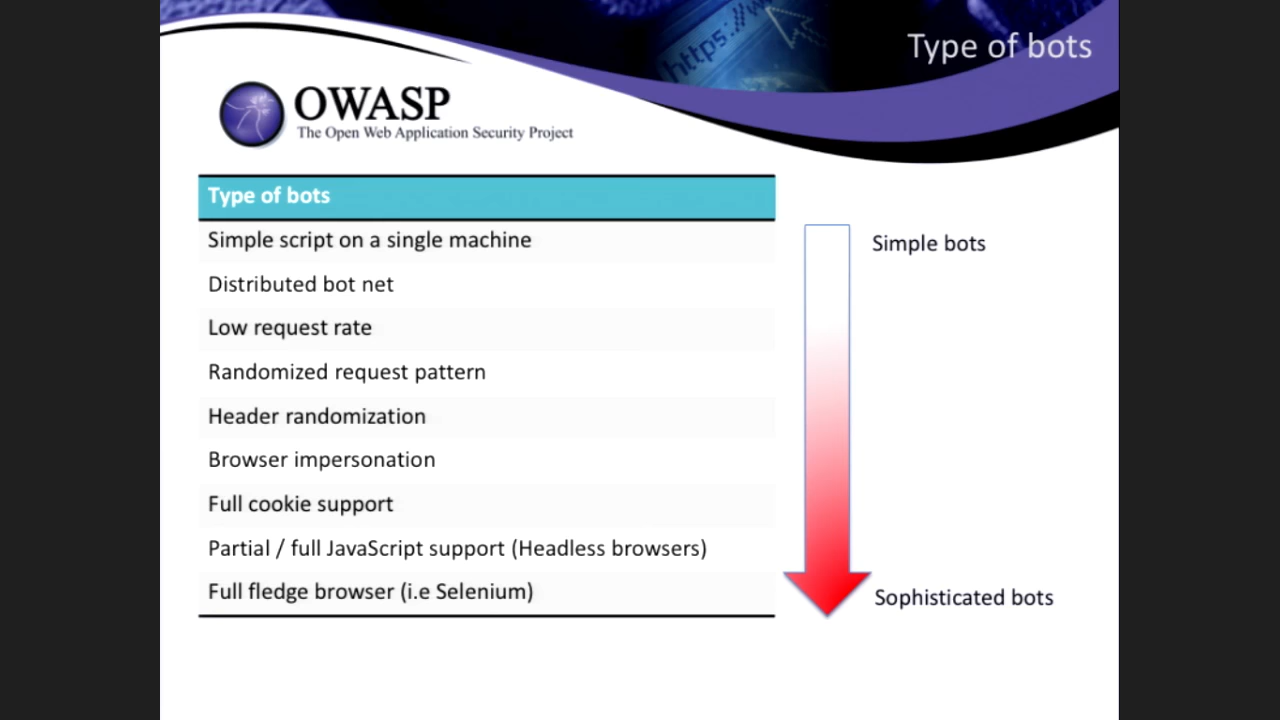 https://w
Type of bots
OWASP
The Open Web Application Security Project
Type of bots
Simple script on a single machine
Distributed bot net
Low request rate
Randomized request pattern
Header randomization
Browser impersonation
Full cookie support
Partial / full JavaScript support (Headless browsers)
Full fledge browser (i.e Selenium)
Simple bots
Sophisticated bots